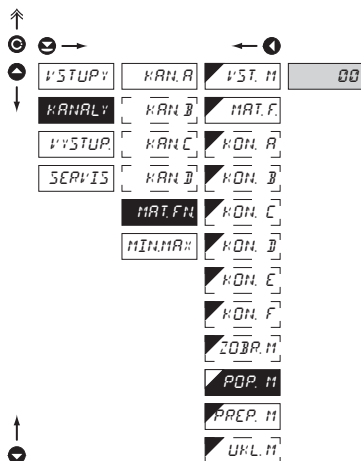 VSTUPY KAN. A VST. M 00
KANALY KAN. B MAT. F.
VYSTUP. KAN. C KON. A
SERVIS KAN. D KON. B
MAT. FN. KON. C
MIN.MAX KON. D
KON. E
KON. F
ZOBR. M
POP. M
PREP. M
UKL. M